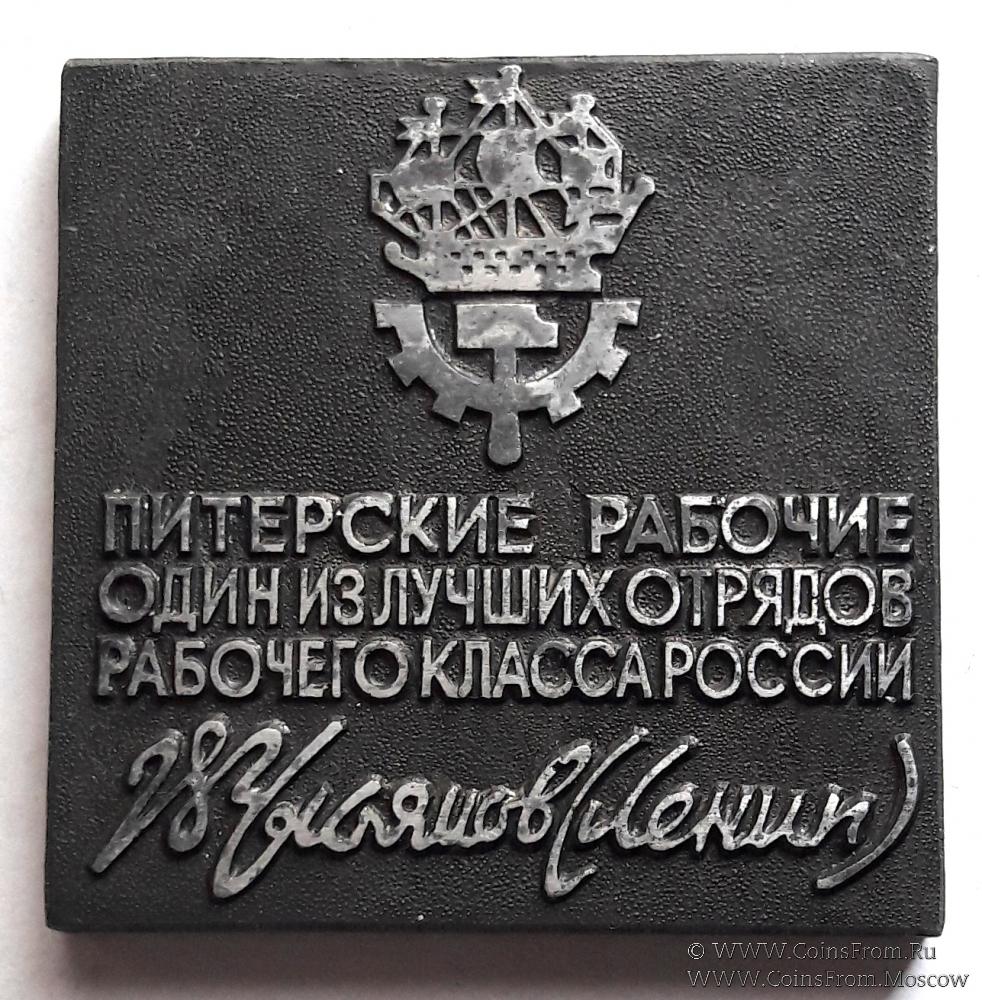 ПИТЕРСКИЕ РАБОЧИЕ
ОДИН ИЗ ЛУЧШИХ ОТРЯДОВ
РАБОЧЕГО КЛАССА РОССИИ
В Ульянов (Ленин)
© WWW.CoinsFrom.Ru
WWW.CoinsFrom.Moscow